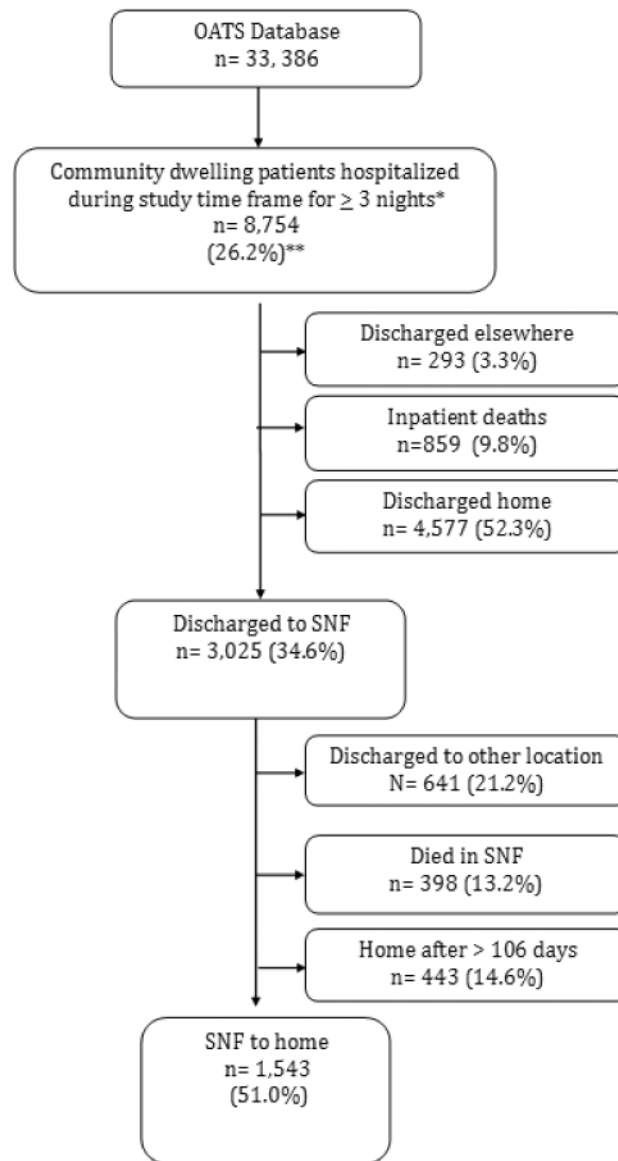 OATS Database
n= 33, 386
Community dwelling patients hospitalized
during study time frame for ≥ 3 nights*
n= 8,754
(26.2%)**
Discharged elsewhere
n= 293 (3.3%)
Inpatient deaths
n=859 (9.8%)
Discharged home
n= 4,577 (52.3%)
Discharged to SNF
n= 3,025 (34.6%)
Discharged to other location
N= 641 (21.2%)
Died in SNF
n= 398 (13.2%)
Home after > 106 days
n= 443 (14.6%)
SNF to home
n= 1,543
(51.0%)